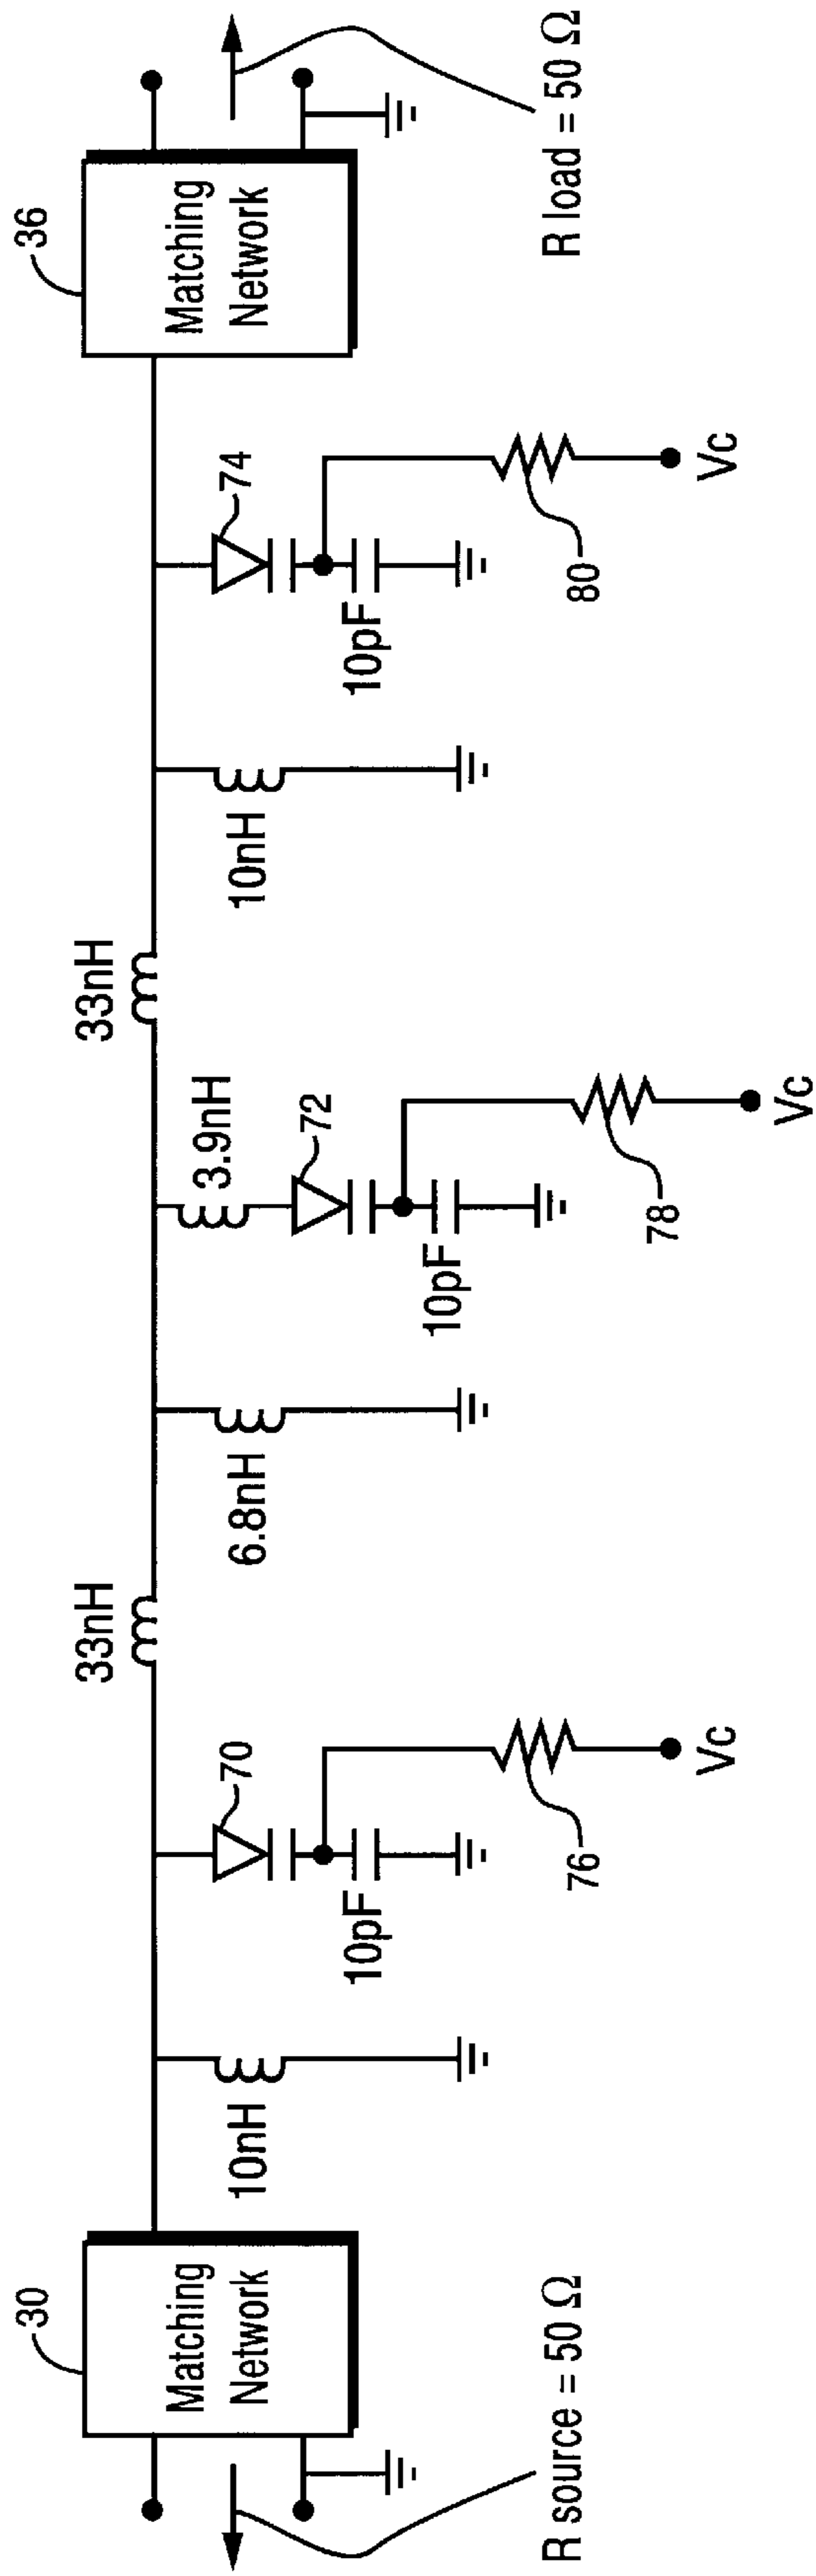 30
Matching
Network
R source = 50 Ω
10nH
70
10pF
76
Vc
33nH
6.8nH
3.9nH
72
10pF
78
Vc
33nH
10nH
74
10pF
80
Vc
36
Matching
Network
R load = 50 Ω